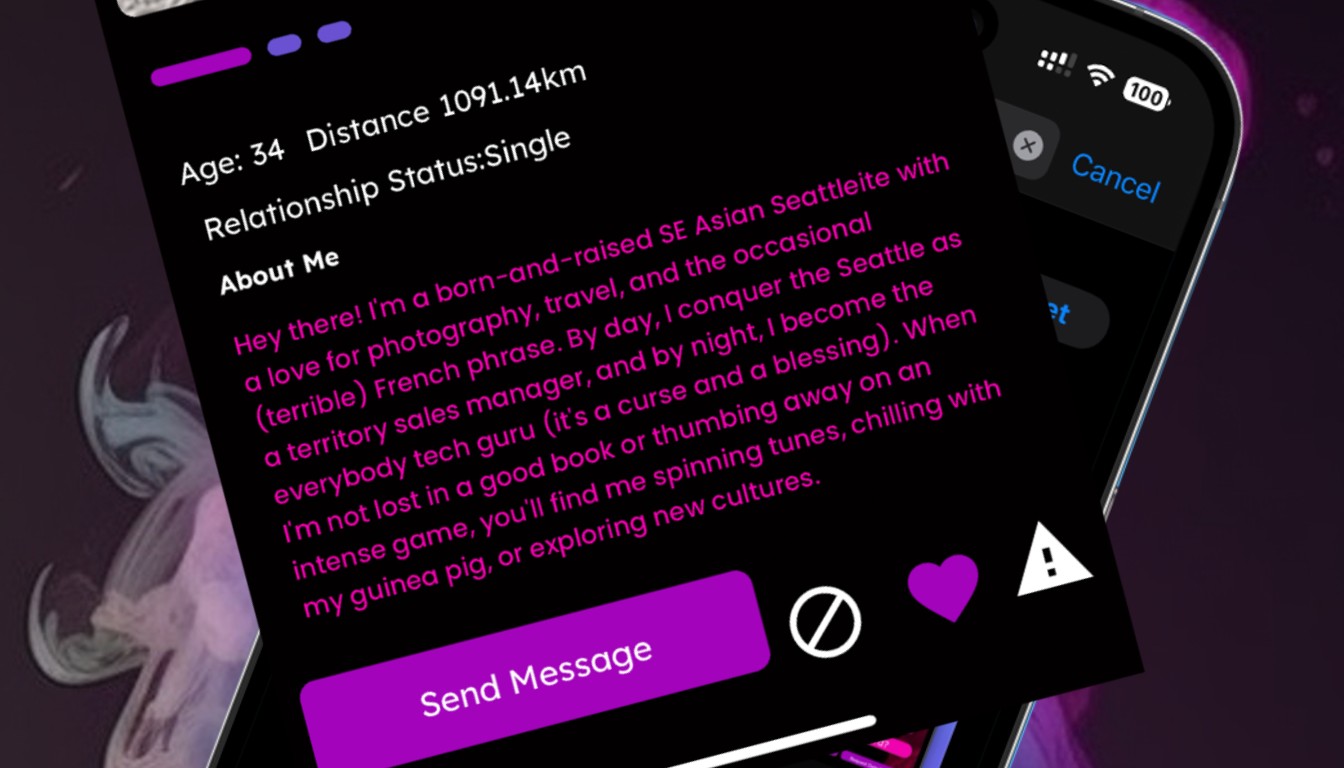 100
Cancel
et
Age: 34 Distance 1091.14km
Relationship Status:Single
About Me
Hey there! I'm a born-and-raised SE Asian Seattleite with
a love for photography, travel, and the occasional
(terrible) French phrase. By day, I conquer the Seattle as
a territory sales manager, and by night, I become the
everybody tech guru (it's a curse and a blessing). When
I'm not lost in a good book or thumbing away on an
intense game, you'll find me spinning tunes, chilling with
my guinea pig, or exploring new cultures.
Send Message